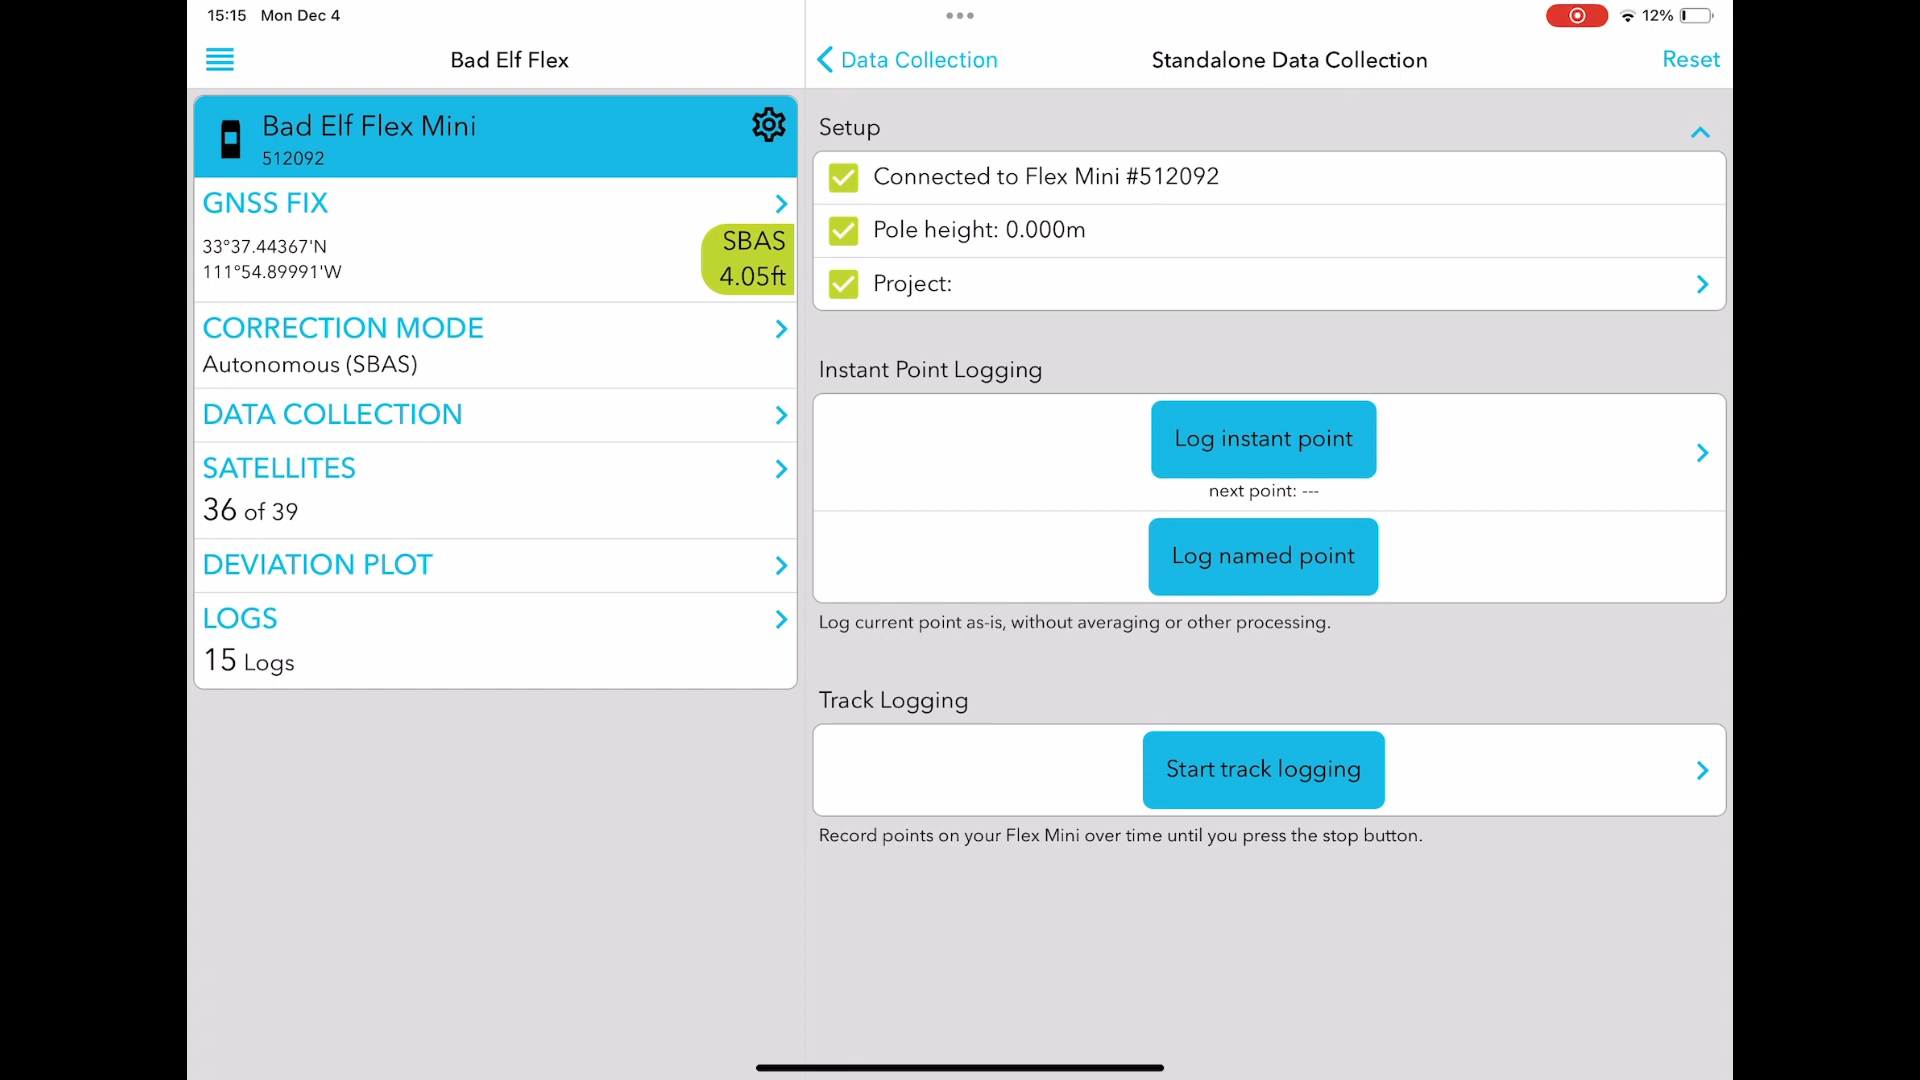 15:15 Mon Dec 4
12%
Bad Elf Flex
Data Collection
Standalone Data Collection
Reset
Bad Elf Flex Mini
512092
GNSS FIX
33°37.44367'N
111°54.89991'W
SBAS
4.05ft
CORRECTION MODE
Autonomous (SBAS)
DATA COLLECTION
SATELLITES
36 of 39
DEVIATION PLOT
LOGS
15 Logs
Setup
Connected to Flex Mini #512092
Pole height: 0.000m
Project:
Instant Point Logging
Log instant point
next point: ---
Log named point
Log current point as-is, without averaging or other processing.
Track Logging
Start track logging
Record points on your Flex Mini over time until you press the stop button.